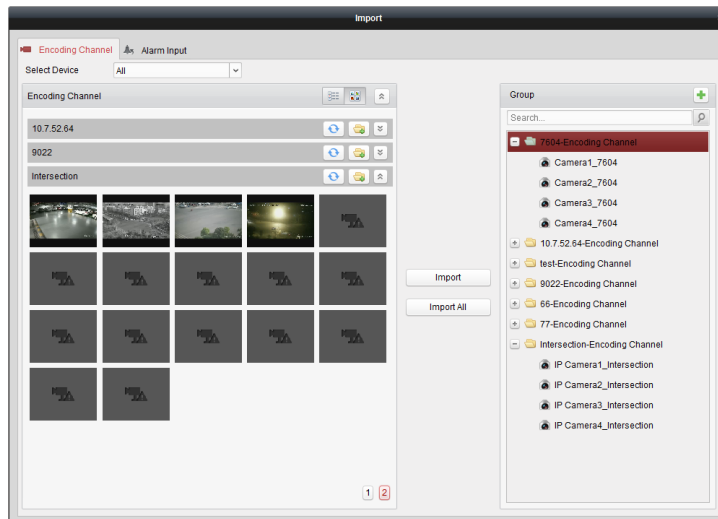 Import
Encoding Channel
Alarm Input
Select Device
All
Encoding Channel
10.7.52.64
9022
Intersection
1
2
Import
Import All
Group
Search...
7604-Encoding Channel
Camera1_7604
Camera2_7604
Camera3_7604
Camera4_7604
10.7.52.64-Encoding Channel
test-Encoding Channel
9022-Encoding Channel
66-Encoding Channel
77-Encoding Channel
Intersection-Encoding Channel
IP Camera1_Intersection
IP Camera2_Intersection
IP Camera3_Intersection
IP Camera4_Intersection